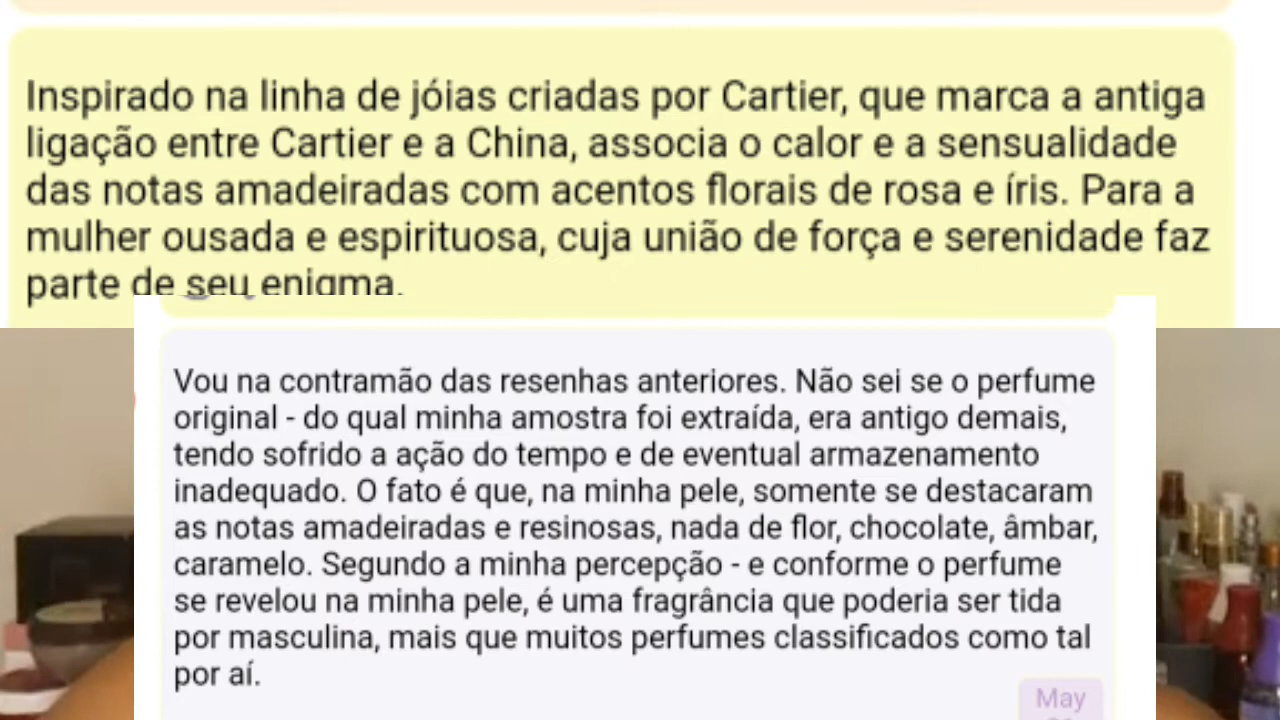 Inspirado na linha de jóias criadas por Cartier, que marca a antiga
ligação entre Cartier e a China, associa o calor e a sensualidade
das notas amadeiradas com acentos florais de rosa e íris. Para a
mulher ousada e espirituosa, cuja união de força e serenidade faz
parte de seu enigma.
Vou na contramão das resenhas anteriores. Não sei se o perfume
original - do qual minha amostra foi extraída, era antigo demais,
tendo sofrido a ação do tempo e de eventual armazenamento
inadequado. O fato é que, na minha pele, somente se destacaram
as notas amadeiradas e resinosas, nada de flor, chocolate, âmbar,
caramelo. Segundo a minha percepção - e conforme o perfume
se revelou na minha pele, é uma fragrância que poderia ser tida
por masculina, mais que muitos perfumes classificados como tal
por aí.
May